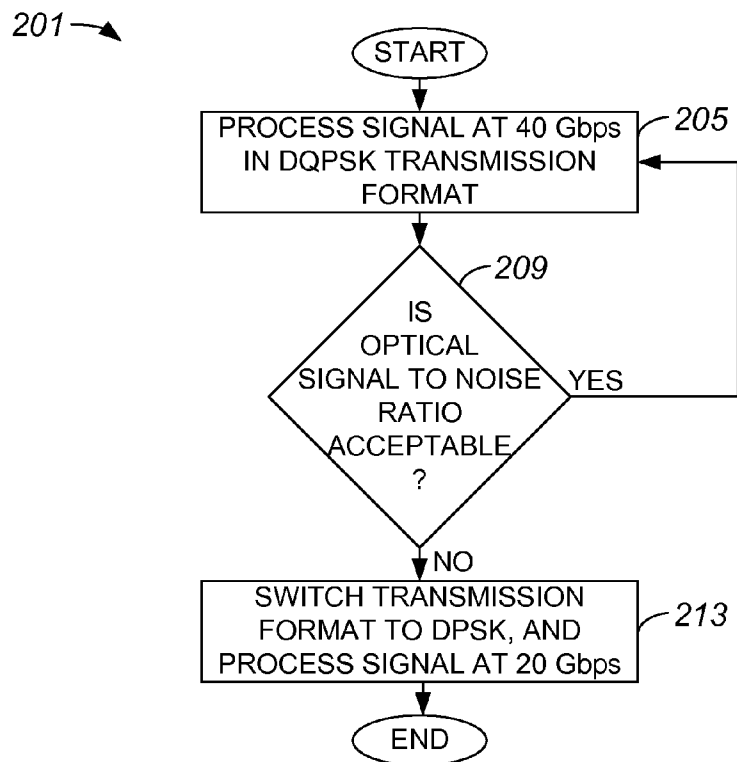 201
START
PROCESS SIGNAL AT 40 Gbps
IN DQPSK TRANSMISSION
FORMAT
205
209
IS
OPTICAL
SIGNAL TO NOISE
RATIO
ACCEPTABLE
?
YES
NO
SWITCH TRANSMISSION
FORMAT TO DPSK, AND
PROCESS SIGNAL AT 20 Gbps
213
END